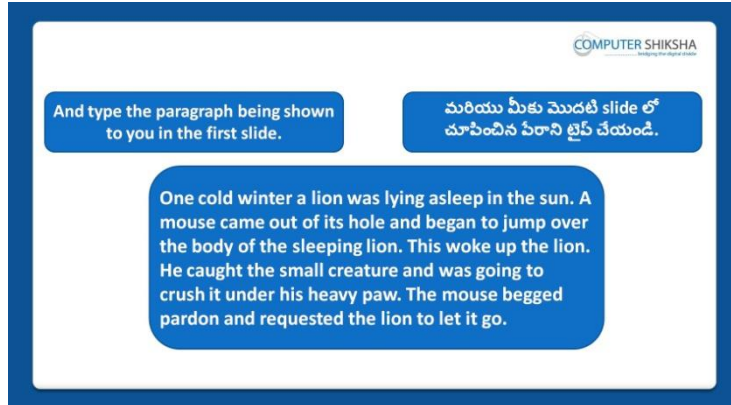 COMPUTER SHIKSHA
And type the paragraph being shown
to you in the first slide.
మరియు మీకు మొదటి slide లో
చూపించిన పేరాని టైప్ చేయండి.
One cold winter a lion was lying asleep in the sun. A
mouse came out of its hole and began to jump over
the body of the sleeping lion. This woke up the lion.
He caught the small creature and was going to
crush it under his heavy paw. The mouse begged
pardon and requested the lion to let it go.